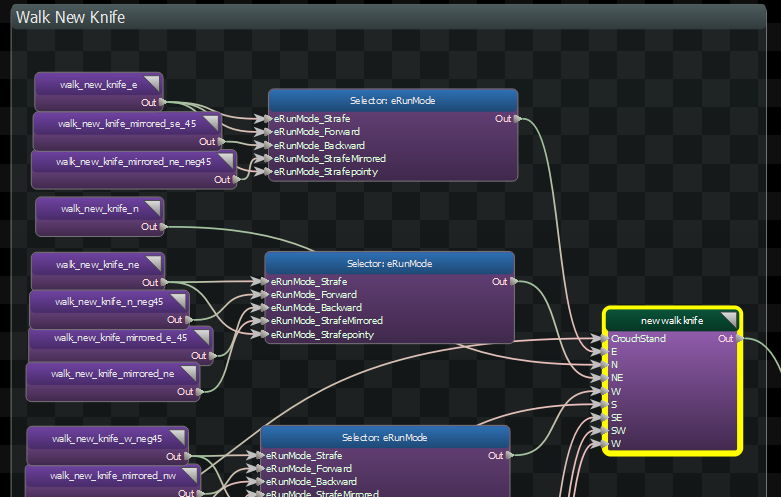 Walk New Knife
walk_new_knife_e
Out
walk_new_knife_mirrored_se_45
Out
walk_new_knife_mirrored_ne_neg45
Out
Selector: eRunMode
eRunMode_Strafe
Out
eRunMode_Forward
eRunMode_Backward
eRunMode_StrafeMirrored
eRunMode_Strafepointy
walk_new_knife_n
Out
walk_new_knife_ne
Out
walk_new_knife_n_neg45
Out
walk_new_knife_mirrored_e_45
Out
walk_new_knife_mirrored_ne
Out
Selector: eRunMode
eRunMode_Strafe
Out
eRunMode_Forward
eRunMode_Backward
eRunMode_StrafeMirrored
eRunMode_Strafepointy
new walk knife
CrouchStand
Out
E
N
NE
W
S
SE
SW
W
walk_new_knife_w_neg45
Out
walk_new_knife_mirrored_nw
Out
Selector: eRunMode
eRunMode_Strafe
Out
eRunMode_Forward
eRunMode_Backward
eRunMode_StrafeMirrored